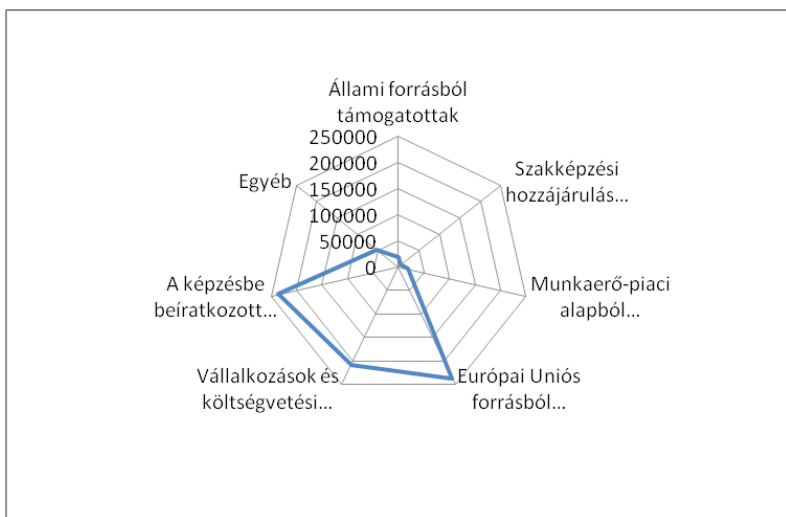 Állami forrásból
támogatottak
250000
200000
150000
100000
50000
0
Szakképzési
hozzájárulás...
Munkaerő-piaci
alapból...
Európai Uniós
forrásból...
Vállalkozások és
költségvetési...
A képzésbe
beíratkozott...
Egyéb